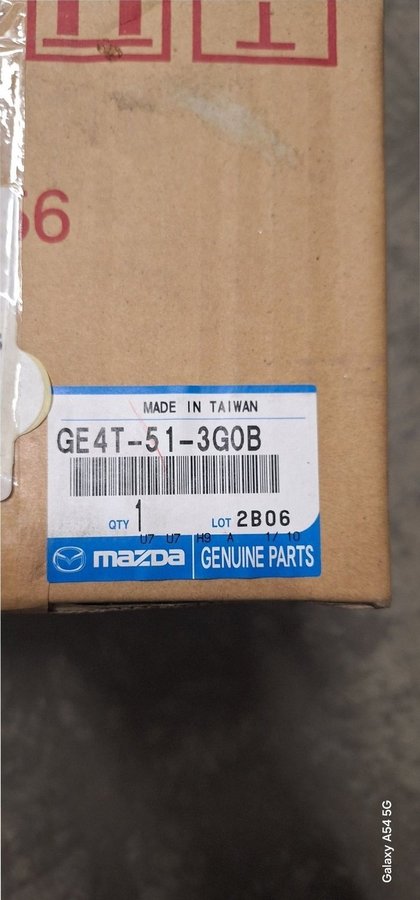 56
MADE IN TAIWAN
GE4T-51-3G0B
QTY 1 LOT 2B06
U7 U7 H9 A 1/ 10
mazda GENUINE PARTS
Galaxy A54 5G